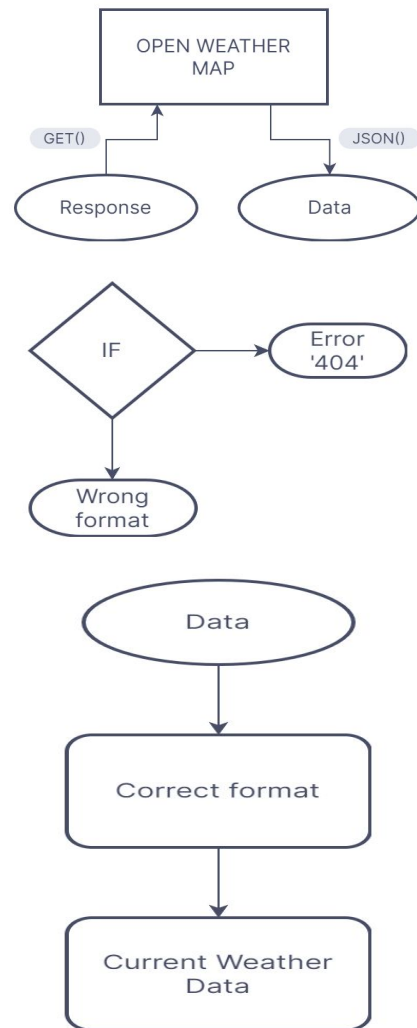 OPEN WEATHER
MAP
GET()
JSON()
Response
Data
IF
Error
'404'
Wrong
format
Data
Correct format
Current Weather
Data